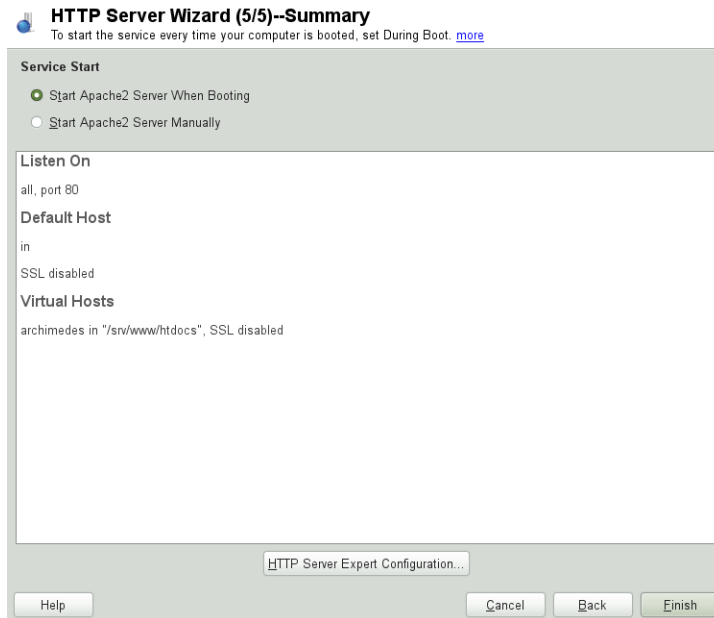 HTTP Server Wizard (5/5)--Summary
To start the service every time your computer is booted, set During Boot. more
Service Start
Start Apache2 Server When Booting
Start Apache2 Server Manually
Listen On
all, port 80
Default Host
in
SSL disabled
Virtual Hosts
archimedes in "/srv/www/htdocs", SSL disabled
HTTP Server Expert Configuration...
Help
Cancel
Back
Finish